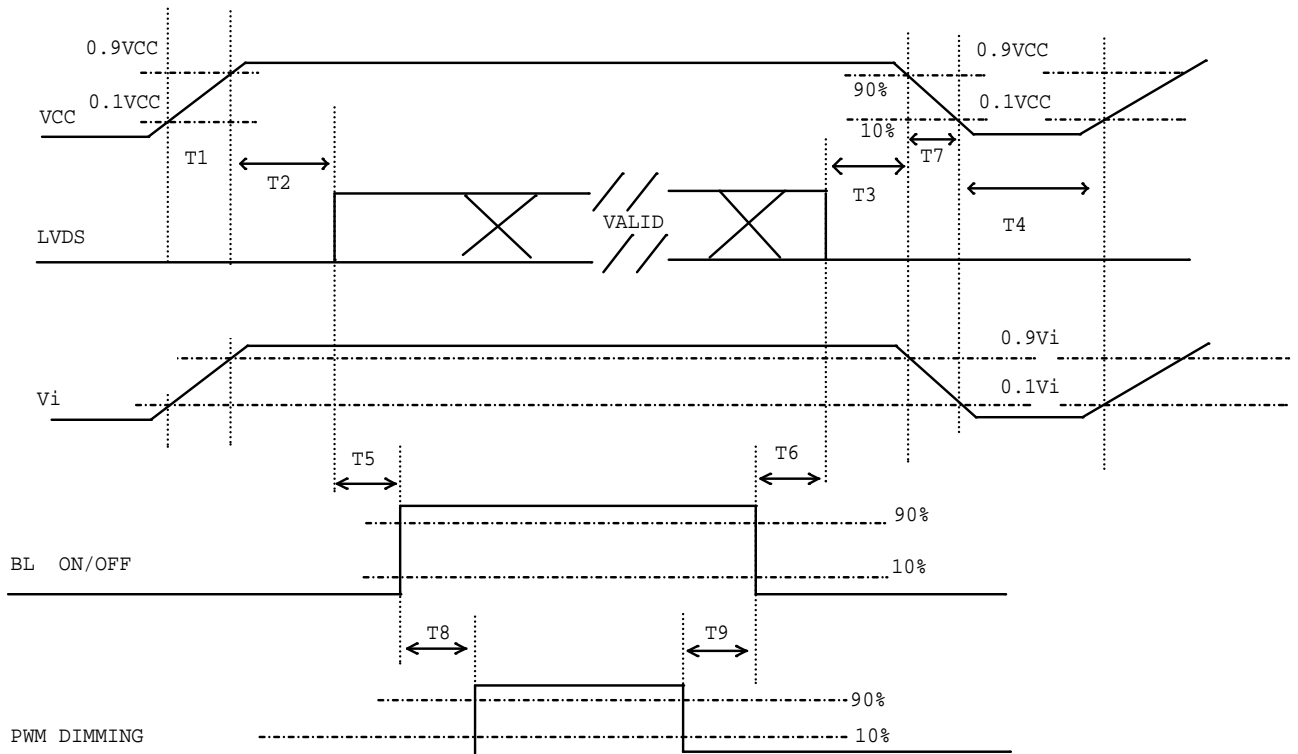 0.9VCC
0.9VCC
90%
0.1VCC
0.1VCC
VCC
10%
T1
T7
T2
T3
VALID
T4
LVDS
0.9Vi
0.1Vi
Vi
T5
T6
90%
BL ON/OFF
10%
T8
T9
90%
PWM DIMMING
10%